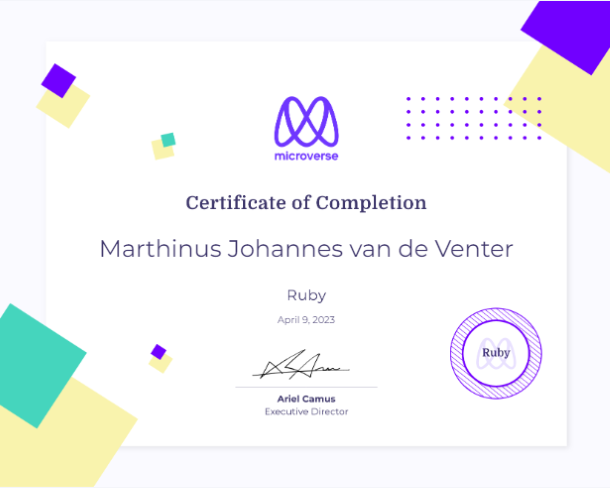 microverse
Certificate of Completion
Marthinus Johannes van de Venter
Ruby
April 9, 2023
Ruby
Ariel Camus
Executive Director